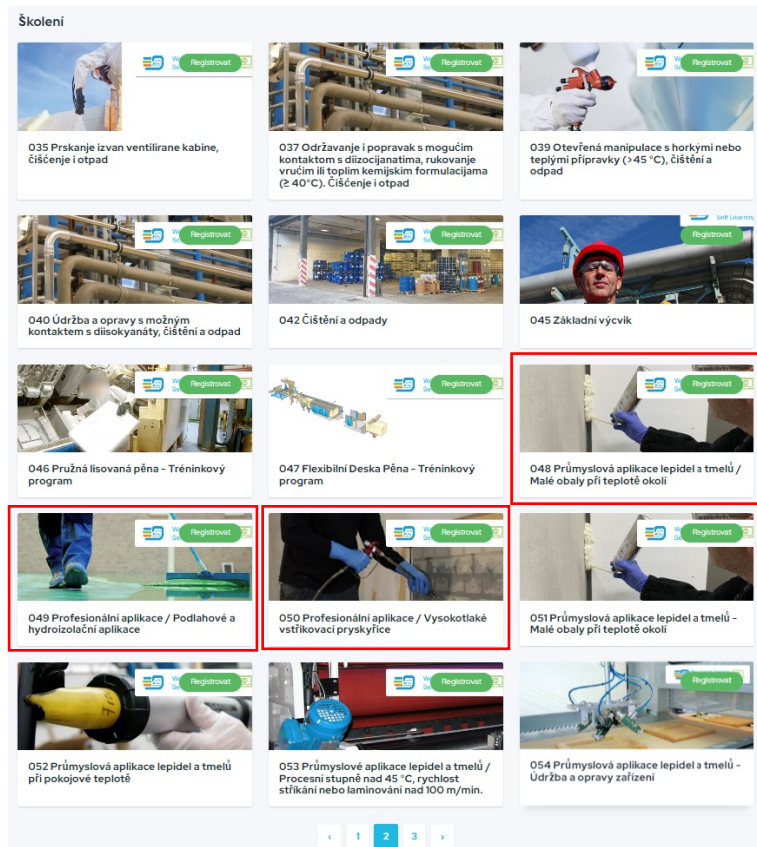 Školení
Registrovat
Registrovat
Registrovat
035 Prskanje izvan ventilirane kabine,
čišćenje i otpad
037 Održavanje i popravak s mogućim
kontaktom s diizocijanatima, rukovanje
vrućim ili toplim kemijskim formulacijama
(≥ 40°C). Čišćenje i otpad
039 Otevřená manipulace s horkými nebo
teplými přípravky (>45 °C), čištění a
odpad
Registrovat
Registrovat
Self Learning
Registrovat
040 Údržba a opravy s možným
kontaktem s diisokyanáty, čištění a odpad
042 Čištění a odpady
045 Základní výcvik
Registrovat
Registrovat
Registrovat
046 Pružná lisovaná pěna - Tréninkový
program
047 Flexibilní Deska Pěna - Tréninkový
program
048 Průmyslová aplikace lepidel a tmelů /
Malé obaly při teplotě okolí
Registrovat
Registrovat
Registrovat
049 Profesionální aplikace / Podlahové a
hydroizolační aplikace
050 Profesionální aplikace / Vysokotlaké
vstřikovací pryskyřice
051 Průmyslová aplikace lepidel a tmelů -
Malé obaly při teplotě okolí
Registrovat
Registrovat
Registrovat
052 Průmyslová aplikace lepidel a tmelů
při pokojové teplotě
053 Průmyslové aplikace lepidel a tmelů /
Procesní stupně nad 45 °C, rychlost
stříkání nebo laminování nad 100 m/min.
054 Průmyslová aplikace lepidel a tmelů -
Údržba a opravy zařízení
‹ 1 2 3 ›